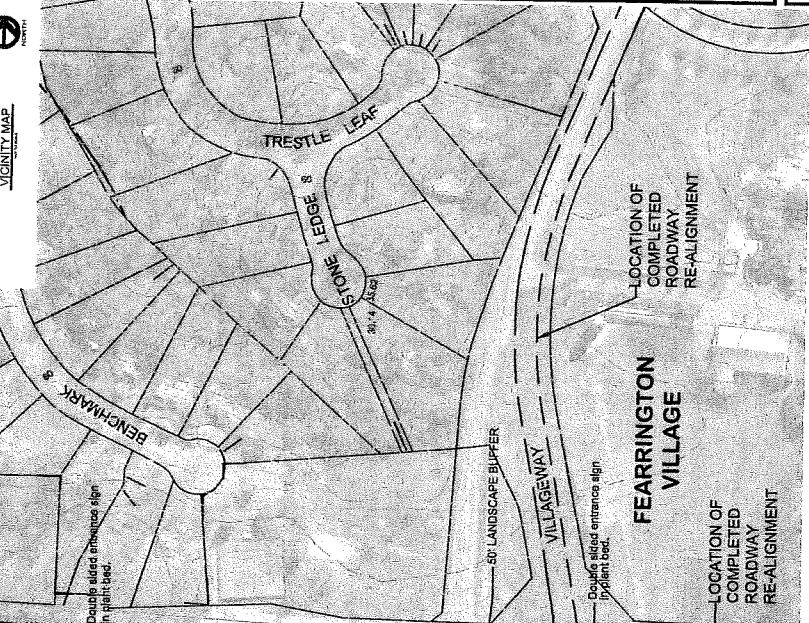 NORTH
VICINITY MAP
TRESTLE LEAF
STONE LEDGE
BENCHMARK
LOCATION OF
COMPLETED
ROADWAY
RE-ALIGNMENT
FEARRINGTON
VILLAGE
50' LANDSCAPE BUFFER
VILLAGEWAY
Double sided entrance sign
in plant bed.
Double sided entrance sign
in plant bed.
LOCATION OF
COMPLETED
ROADWAY
RE-ALIGNMENT